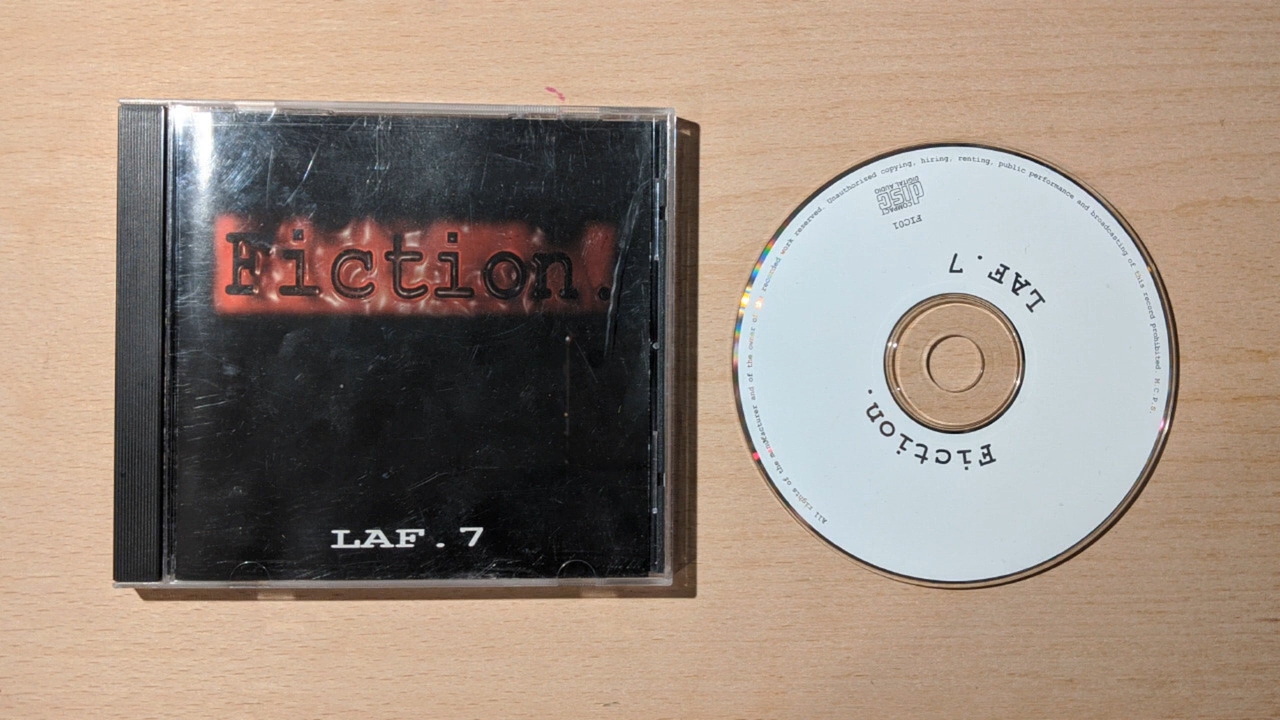 Fiction.
LAF.7
All rights of the manufacturer and of the owner of the recorded work reserved. Unauthorised copying, hiring, renting, public performance and broadcasting of this record prohibited. M.C.P.S.
COMPACT
disc
DIGITAL AUDIO
FIC01
LAF.7
Fiction.